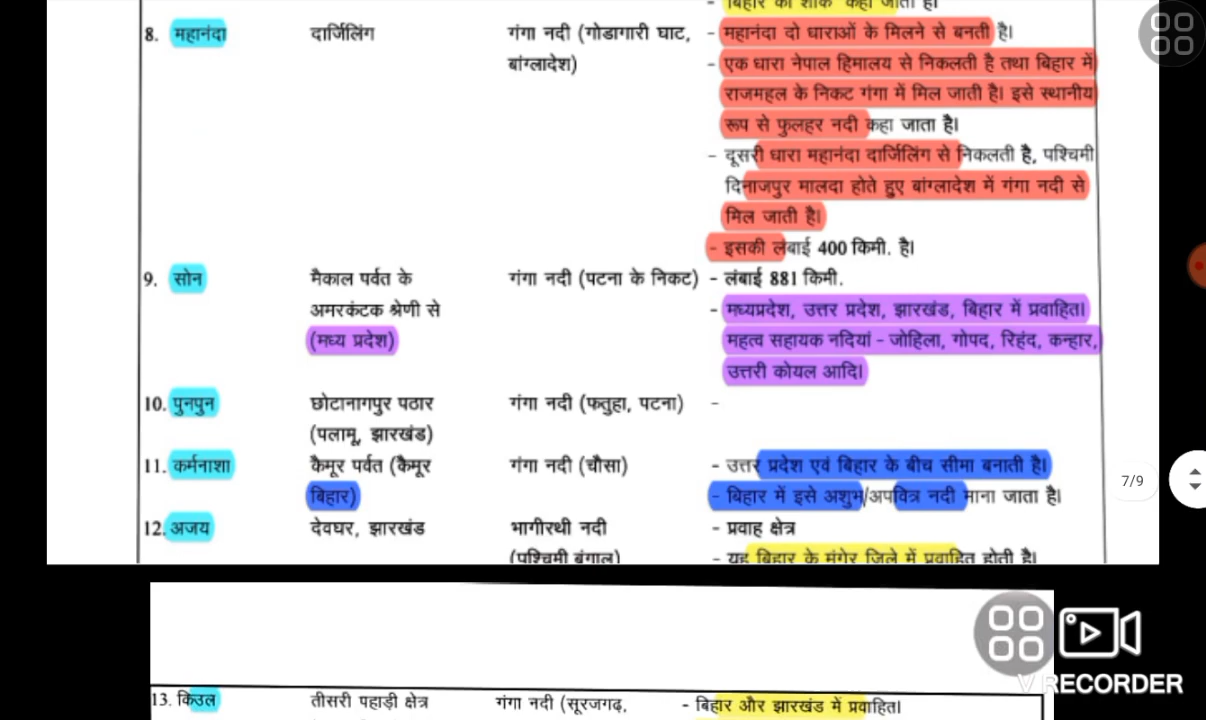 बिहार का शोक कहा जाता है।
8. महानंदा दार्जिलिंग गंगा नदी (गोडागारी घाट, - महानंदा दो धाराओं के मिलने से बनती है।
बांग्लादेश) - एक धारा नेपाल हिमालय से निकलती है तथा बिहार में
राजमहल के निकट गंगा में मिल जाती है। इसे स्थानीय
रूप से फुलहर नदी कहा जाता है।
- दूसरी धारा महानंदा दार्जिलिंग से निकलती है, पश्चिमी
दिनाजपुर मालदा होते हुए बांग्लादेश में गंगा नदी से
मिल जाती है।
- इसकी लंबाई 400 किमी. है।
9. सोन मैकाल पर्वत के गंगा नदी (पटना के निकट) - लंबाई 881 किमी.
अमरकंटक श्रेणी से - मध्यप्रदेश, उत्तर प्रदेश, झारखंड, बिहार में प्रवाहित।
(मध्य प्रदेश) महत्व सहायक नदियां - जोहिला, गोपद, रिहंद, कन्हार,
उत्तरी कोयल आदि।
10. पुनपुन छोटानागपुर पठार गंगा नदी (फतुहा, पटना) -
(पलामू, झारखंड)
11. कर्मनाशा कैमूर पर्वत (कैमूर गंगा नदी (चौसा) - उत्तर प्रदेश एवं बिहार के बीच सीमा बनाती है।
बिहार) - बिहार में इसे अशुभ/अपवित्र नदी माना जाता है।
7/9
12. अजय देवघर, झारखंड भागीरथी नदी - प्रवाह क्षेत्र
(पश्चिमी बंगाल) - यह बिहार के मुंगेर जिले में प्रवाहित होती है।
V RECORDER
13. किउल तीसरी पहाड़ी क्षेत्र गंगा नदी (सूरजगढ़, - बिहार और झारखंड में प्रवाहित।